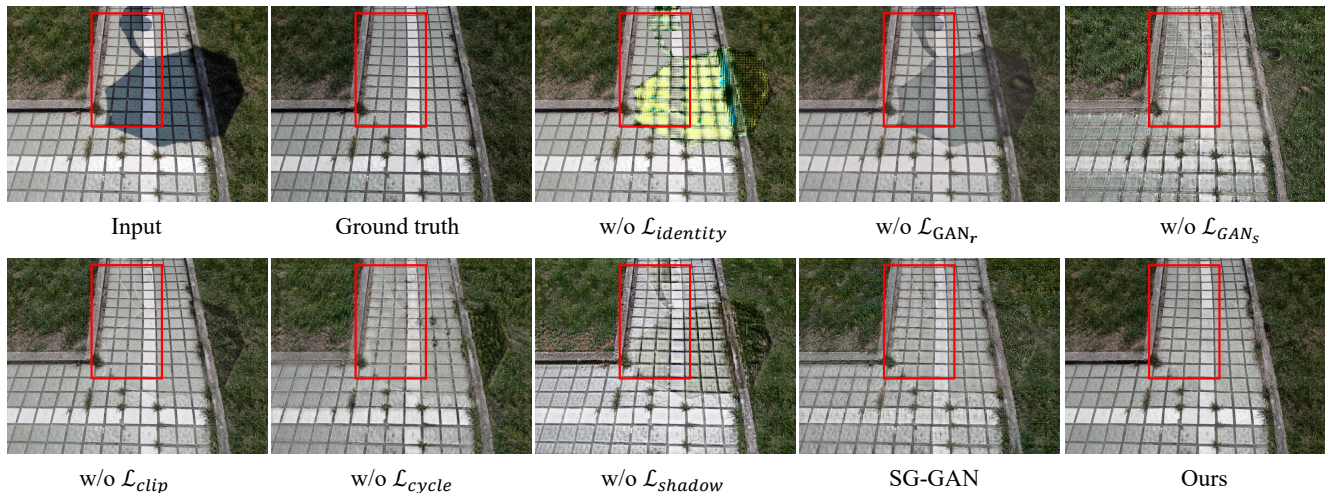 Input
Ground truth
w/o ℒ_identity
w/o ℒ_GAN_r
w/o ℒ_GAN_s
w/o ℒ_clip
w/o ℒ_cycle
w/o ℒ_shadow
SG-GAN
Ours